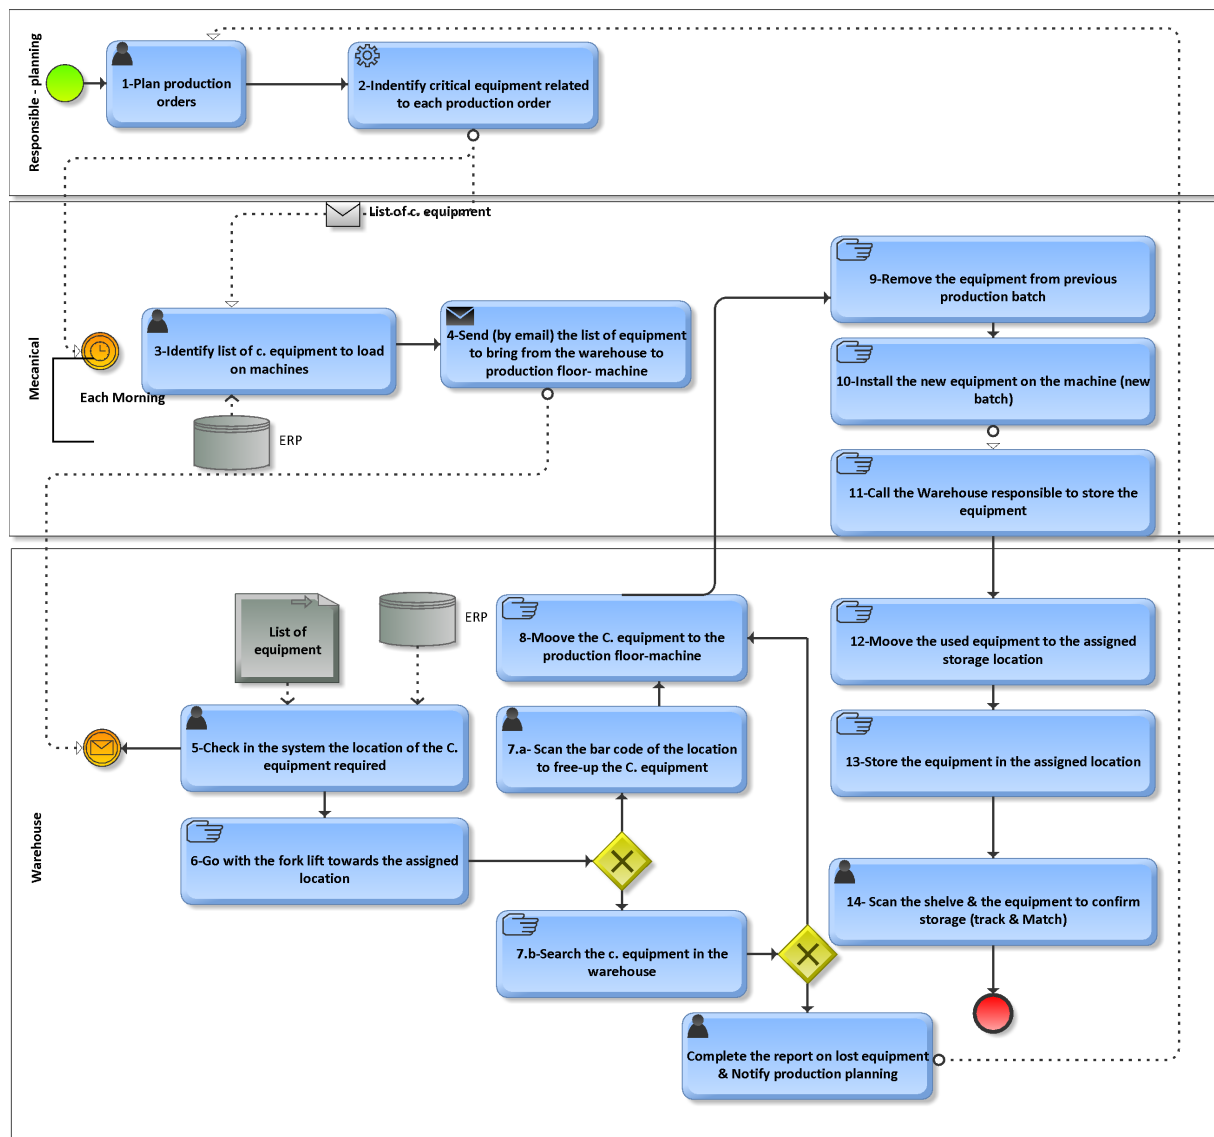 Responsible - planning
1-Plan production
orders
2-Indentify critical equipment related
to each production order
List of c. equipment
Mecanical
Each Morning
3-Identify list of c. equipment to load
on machines
ERP
4-Send (by email) the list of equipment
to bring from the warehouse to
production floor- machine
9-Remove the equipment from previous
production batch
10-Install the new equipment on the machine (new
batch)
11-Call the Warehouse responsible to store the
equipment
Warehouse
List of
equipment
ERP
5-Check in the system the location of the C.
equipment required
6-Go with the fork lift towards the assigned
location
8-Moove the C. equipment to the
production floor-machine
7.a- Scan the bar code of the location
to free-up the C. equipment
7.b-Search the c. equipment in the
warehouse
Complete the report on lost equipment
& Notify production planning
12-Moove the used equipment to the assigned
storage location
13-Store the equipment in the assigned location
14- Scan the shelve & the equipment to confirm
storage (track & Match)